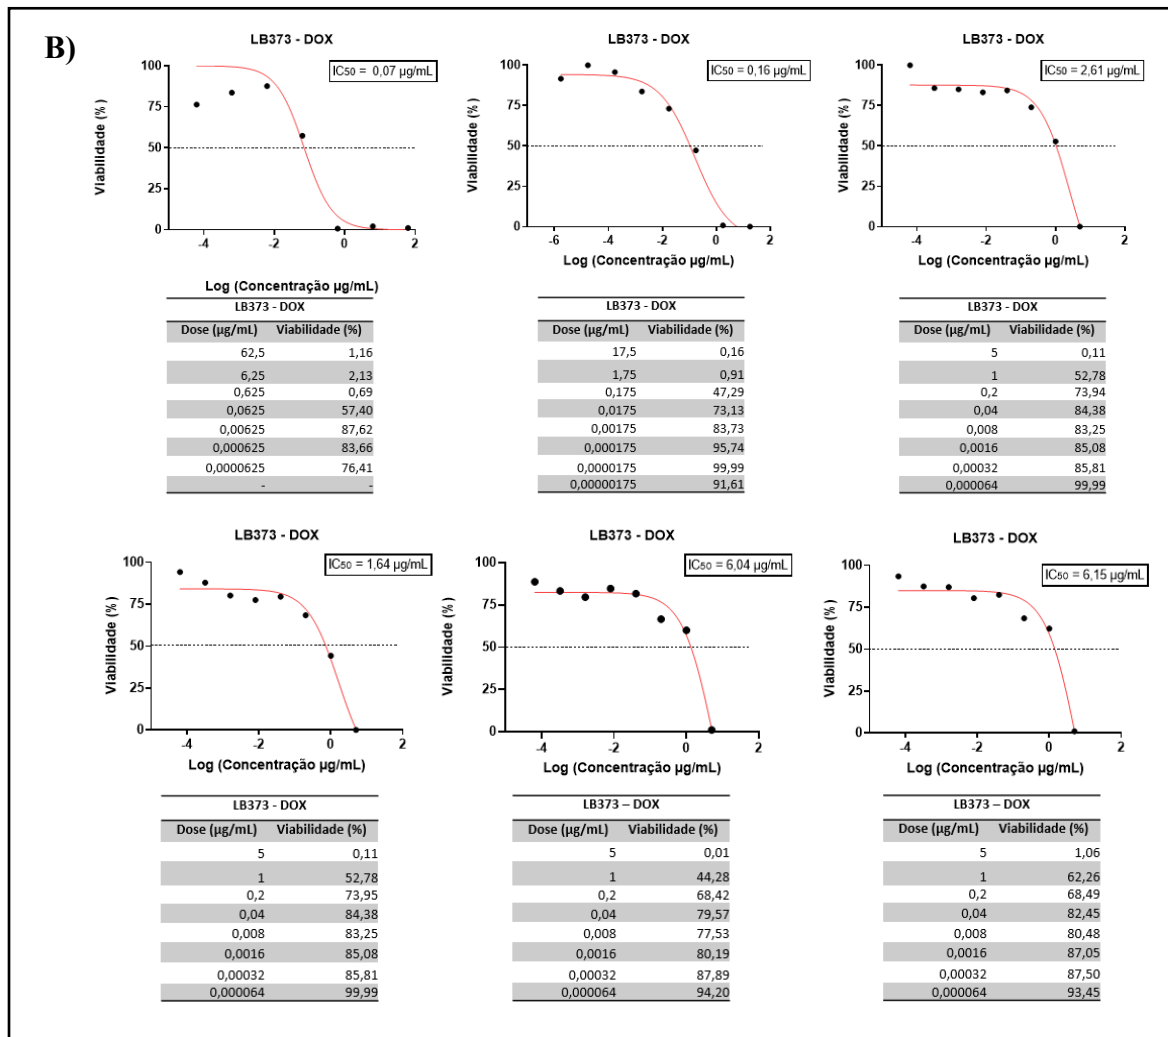 B)
LB373 - DOX
IC50 = 0,07 µg/mL
Viabilidade (%)
100
75
50
25
0
-4 -2 0 2
Log (Concentração µg/mL)
LB373 - DOX
IC50 = 0,16 µg/mL
Viabilidade (%)
100
75
50
25
0
-6 -4 -2 0 2
Log (Concentração µg/mL)
LB373 - DOX
IC50 = 2,61 µg/mL
Viabilidade (%)
100
75
50
25
0
-4 -2 0 2
Log (Concentração µg/mL)
LB373 - DOX
Dose (µg/mL) Viabilidade (%)
62,5 1,16
6,25 2,13
0,625 0,69
0,0625 57,40
0,00625 87,62
0,000625 83,66
0,0000625 76,41
- -
LB373 - DOX
Dose (µg/mL) Viabilidade (%)
17,5 0,16
1,75 0,91
0,175 47,29
0,0175 73,13
0,00175 83,73
0,000175 95,74
0,0000175 99,99
0,00000175 91,61
LB373 - DOX
Dose (µg/mL) Viabilidade (%)
5 0,11
1 52,78
0,2 73,94
0,04 84,38
0,008 83,25
0,0016 85,08
0,00032 85,81
0,000064 99,99
LB373 - DOX
IC50 = 1,64 µg/mL
Viabilidade (%)
100
75
50
25
0
-4 -2 0 2
Log (Concentração µg/mL)
LB373 - DOX
IC50 = 6,04 µg/mL
Viabilidade (%)
100
75
50
25
0
-4 -2 0 2
Log (Concentração µg/mL)
LB373 - DOX
IC50 = 6,15 µg/mL
Viabilidade (%)
100
75
50
25
0
-4 -2 0 2
Log (Concentração µg/mL)
LB373 - DOX
Dose (µg/mL) Viabilidade (%)
5 0,11
1 52,78
0,2 73,95
0,04 84,38
0,008 83,25
0,0016 85,08
0,00032 85,81
0,000064 99,99
LB373 – DOX
Dose (µg/mL) Viabilidade (%)
5 0,01
1 44,28
0,2 68,42
0,04 79,57
0,008 77,53
0,0016 80,19
0,00032 87,89
0,000064 94,20
LB373 – DOX
Dose (µg/mL) Viabilidade (%)
5 1,06
1 62,26
0,2 68,49
0,04 82,45
0,008 80,48
0,0016 87,05
0,00032 87,50
0,000064 93,45